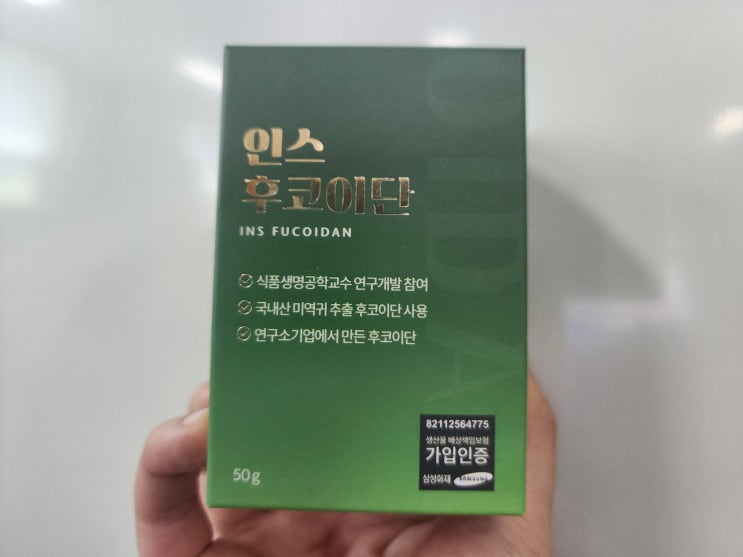 인스
후코이단
INS FUCOIDAN
식품생명공학교수 연구개발 참여
국내산 미역귀 추출 후코이단 사용
연구소기업에서 만든 후코이단
82112564775
생산물 배상책임보험
가입인증
삼성화재 SAMSUNG
50g